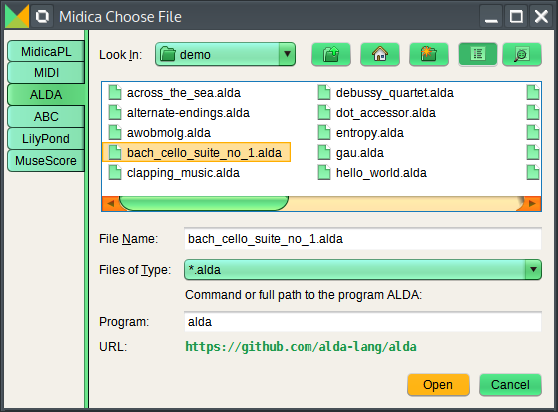 Midica Choose File
MidicaPL
MIDI
ALDA
ABC
LilyPond
MuseScore
Look In: demo
across_the_sea.alda
alternate-endings.alda
awobmolg.alda
bach_cello_suite_no_1.alda
clapping_music.alda
debussy_quartet.alda
dot_accessor.alda
entropy.alda
gau.alda
hello_world.alda
File Name: bach_cello_suite_no_1.alda
Files of Type: *.alda
Command or full path to the program ALDA:
Program: alda
URL: https://github.com/alda-lang/alda
Open Cancel